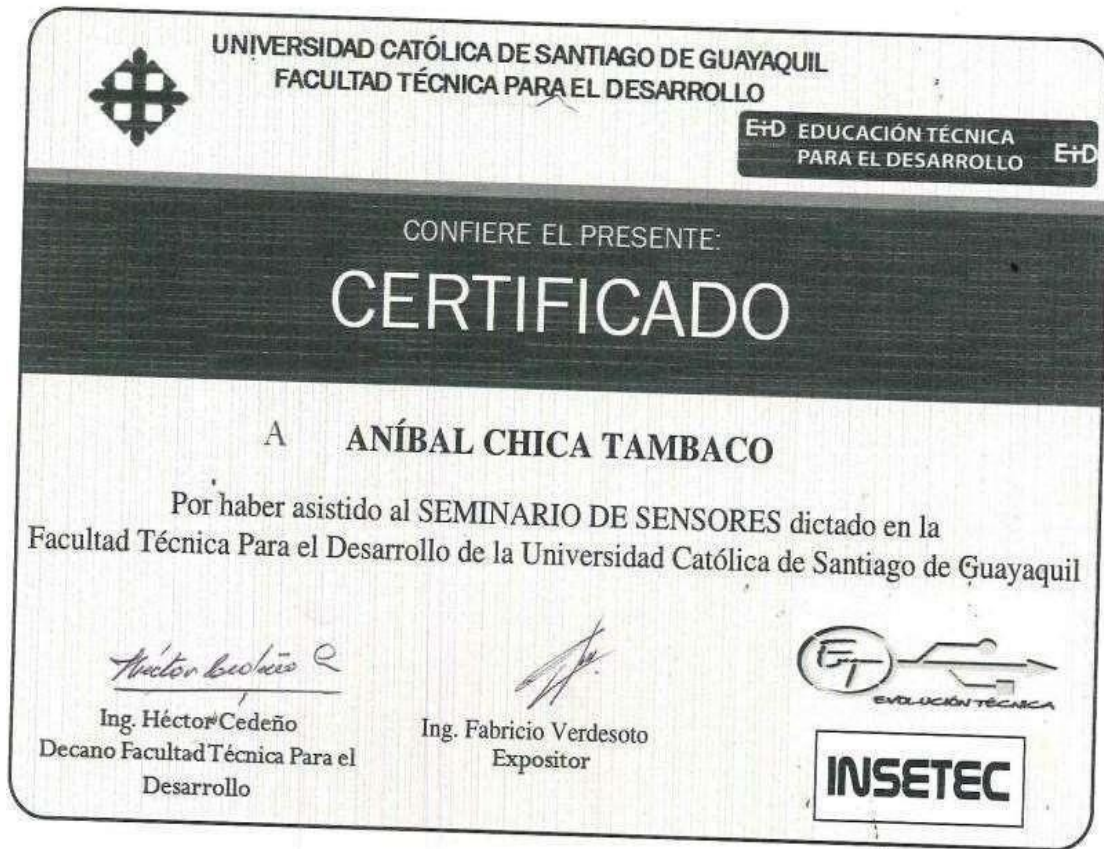 UNIVERSIDAD CATÓLICA DE SANTIAGO DE GUAYAQUIL
FACULTAD TÉCNICA PARA EL DESARROLLO
E+D EDUCACIÓN TÉCNICA E+D
PARA EL DESARROLLO
CONFIERE EL PRESENTE:
CERTIFICADO
A ANÍBAL CHICA TAMBACO
Por haber asistido al SEMINARIO DE SENSORES dictado en la
Facultad Técnica Para el Desarrollo de la Universidad Católica de Santiago de Guayaquil
Héctor Cedeño C
Ing. Héctor Cedeño
Decano Facultad Técnica Para el
Desarrollo
Ing. Fabricio Verdesoto
Expositor
ET
EVOLUCIÓN TÉCNICA
INSETEC